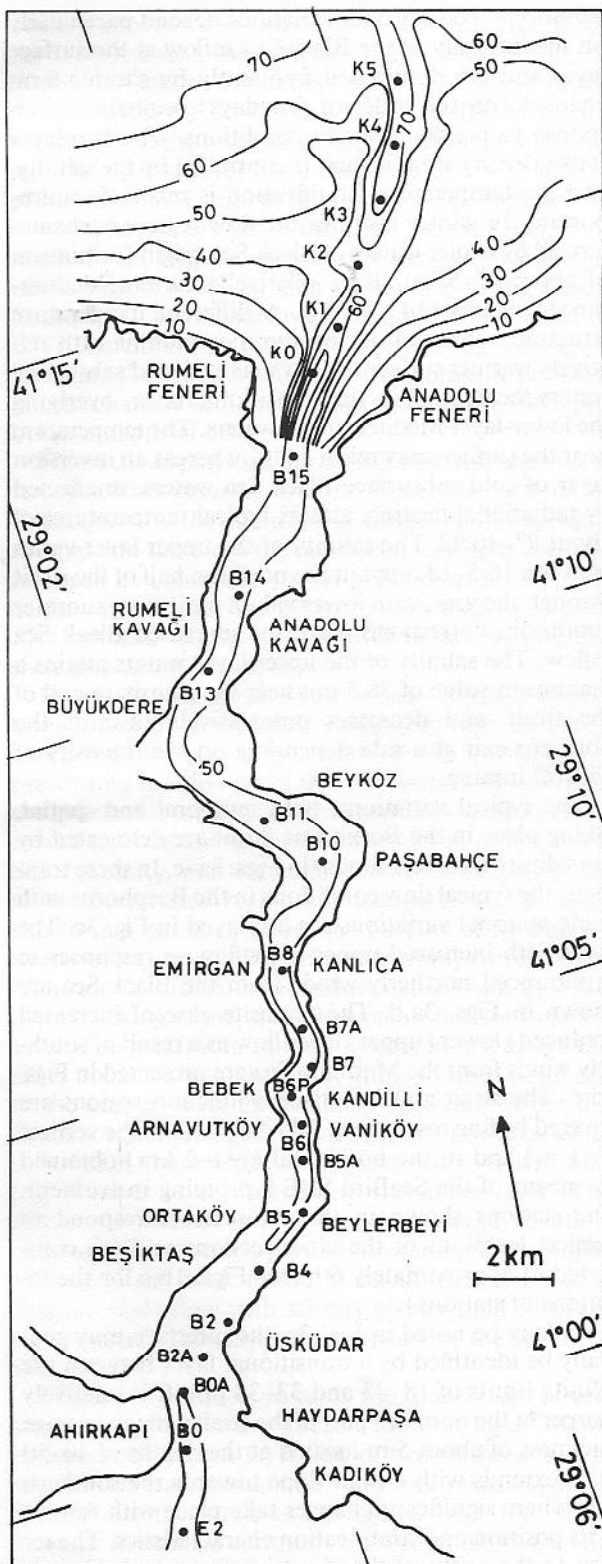 70
60
50
K5
K4
70
60
50
K3
K2
40
30
20
10
40
30
20
10
K1
60
K0
41°15'
RUMELİ
FENERİ
ANADOLU
FENERİ
B15
29°05'
B14
41°10'
RUMELİ
KAVAĞI
ANADOLU
KAVAĞI
B13
BÜYÜKDERE
50
BEYKOZ
29°10'
B11
B10
PAŞABAHÇE
41°05'
B8
EMİRGAN
KANLICA
B7A
B7
BEBEK
B6P
KANDİLLİ
N
ARNAVUTKÖY
VANİKÖY
B6
B5A
ORTAKÖY
B5
BEYLERBEYİ
BEŞİKTAŞ
B4
2 km
B2
ÜSKÜDAR
41°00'
B2A
B0A
HAYDARPAŞA
AHIRKAPI
B0
KADIKÖY
29°06'
E2